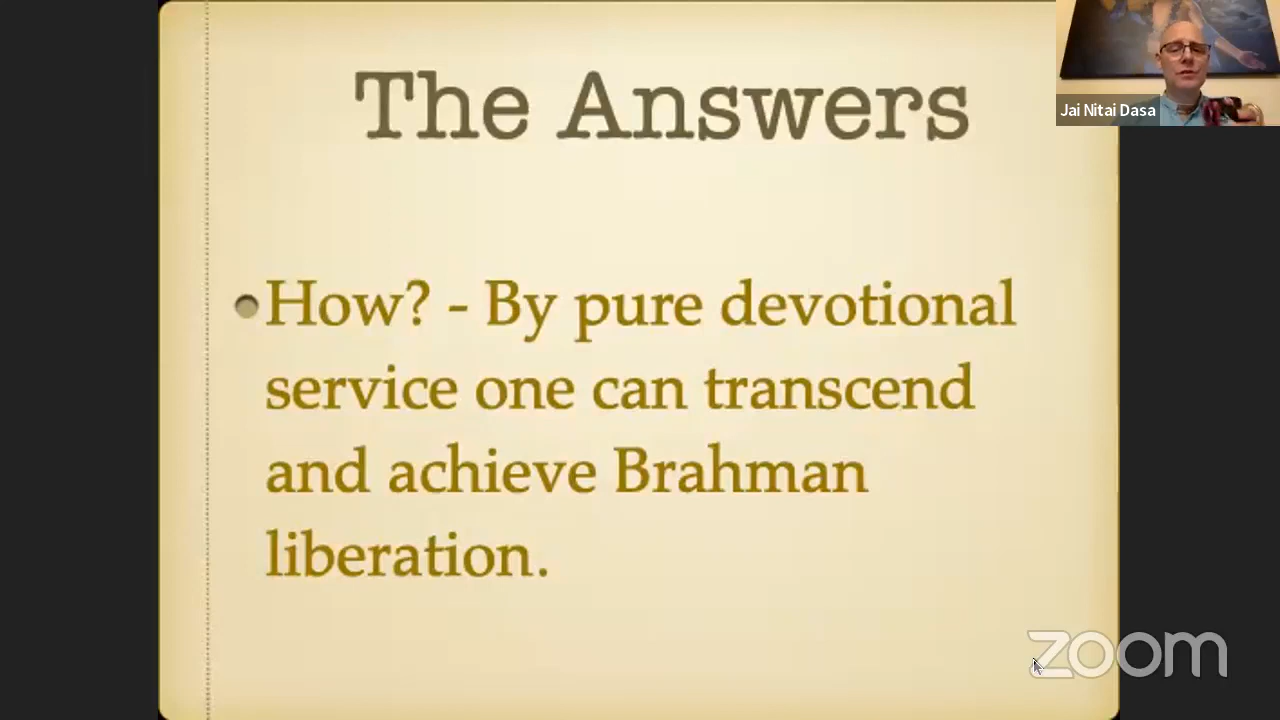 The Answers
Jai Nitai Dasa
How? - By pure devotional
service one can transcend
and achieve Brahman
liberation.
zoom